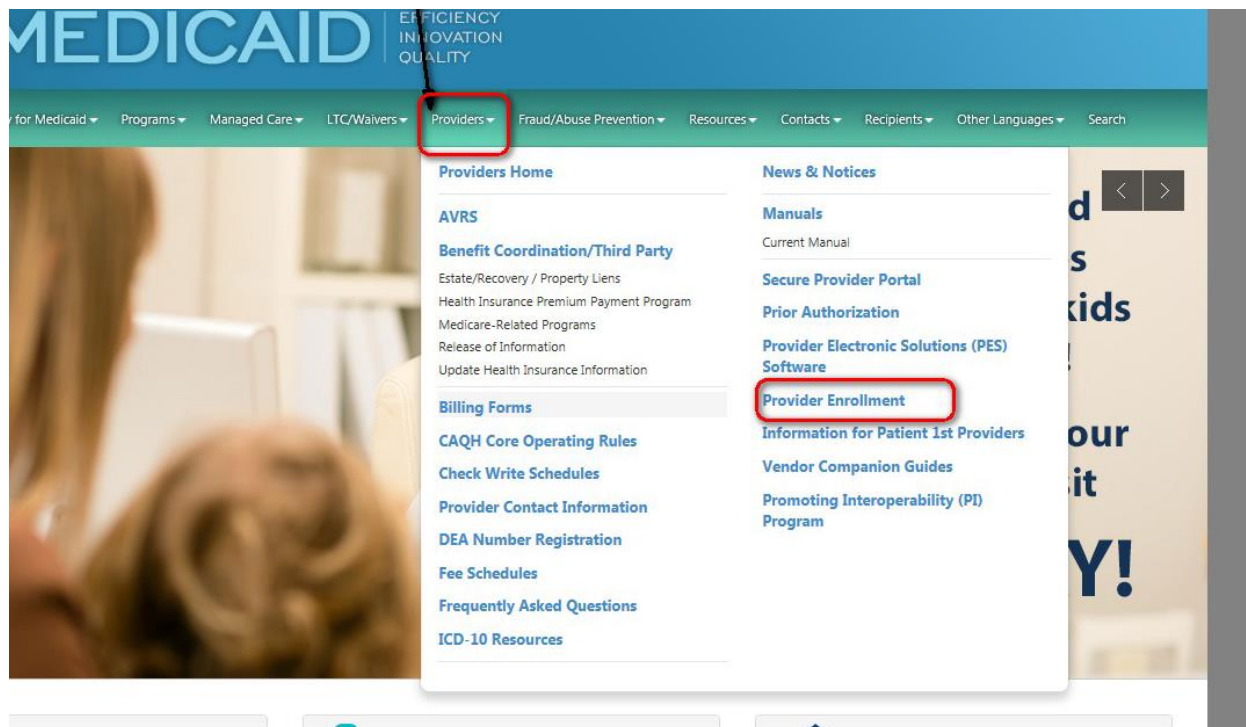 MEDICAID
EFFICIENCY
INNOVATION
QUALITY
for Medicaid Programs Managed Care LTC/Waivers Providers Fraud/Abuse Prevention Resources Contacts Recipients Other Languages Search
Providers Home
AVRS
Benefit Coordination/Third Party
Estate/Recovery / Property Liens
Health Insurance Premium Payment Program
Medicare-Related Programs
Release of Information
Update Health Insurance Information
Billing Forms
CAQH Core Operating Rules
Check Write Schedules
Provider Contact Information
DEA Number Registration
Fee Schedules
Frequently Asked Questions
ICD-10 Resources
News & Notices
Manuals
Current Manual
Secure Provider Portal
Prior Authorization
Provider Electronic Solutions (PES)
Software
Provider Enrollment
Information for Patient 1st Providers
Vendor Companion Guides
Promoting Interoperability (PI)
Program
d
s
kids
!
our
it
Y!